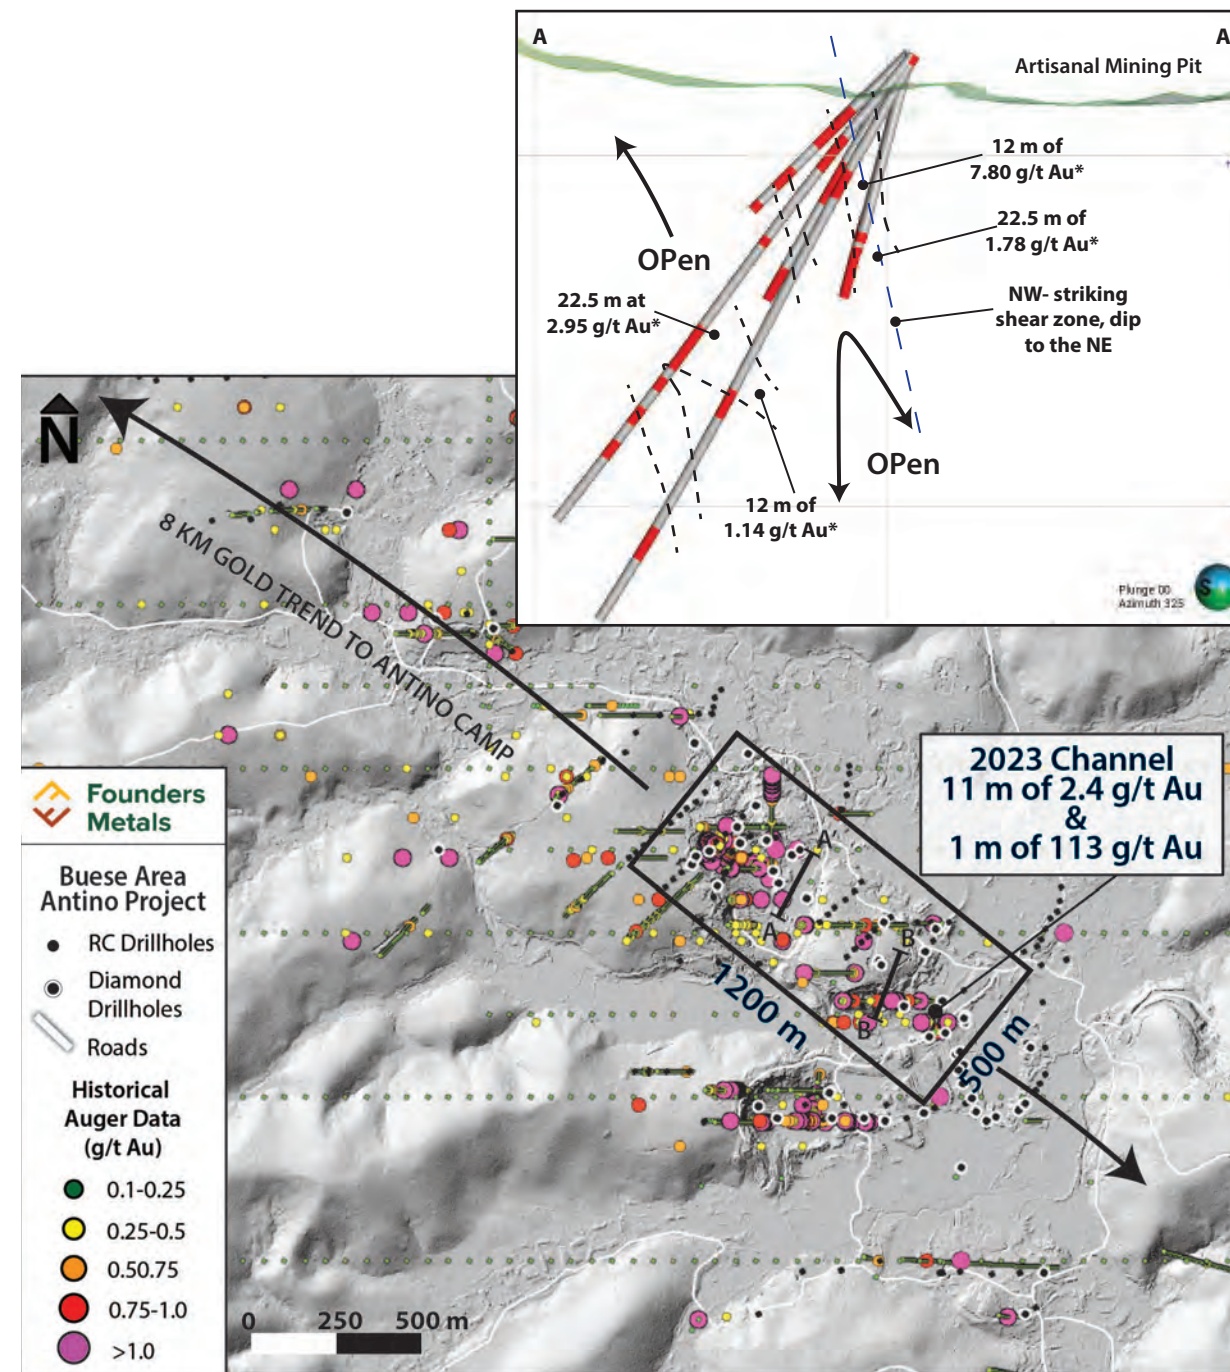 A
A
Artisanal Mining Pit
12 m of
7.80 g/t Au*
22.5 m of
1.78 g/t Au*
OPen
22.5 m at
2.95 g/t Au*
NW- striking
shear zone, dip
to the NE
OPen
12 m of
1.14 g/t Au*
Plunge 00
Azimuth 325
S
N
8 KM GOLD TREND TO ANTINO CAMP
2023 Channel
11 m of 2.4 g/t Au
&
1 m of 113 g/t Au
A'
A
B
B
1200 m
500 m
Founders
Metals
Buese Area
Antino Project
RC Drillholes
Diamond
Drillholes
Roads
Historical
Auger Data
(g/t Au)
0.1-0.25
0.25-0.5
0.50.75
0.75-1.0
>1.0
0 250 500 m